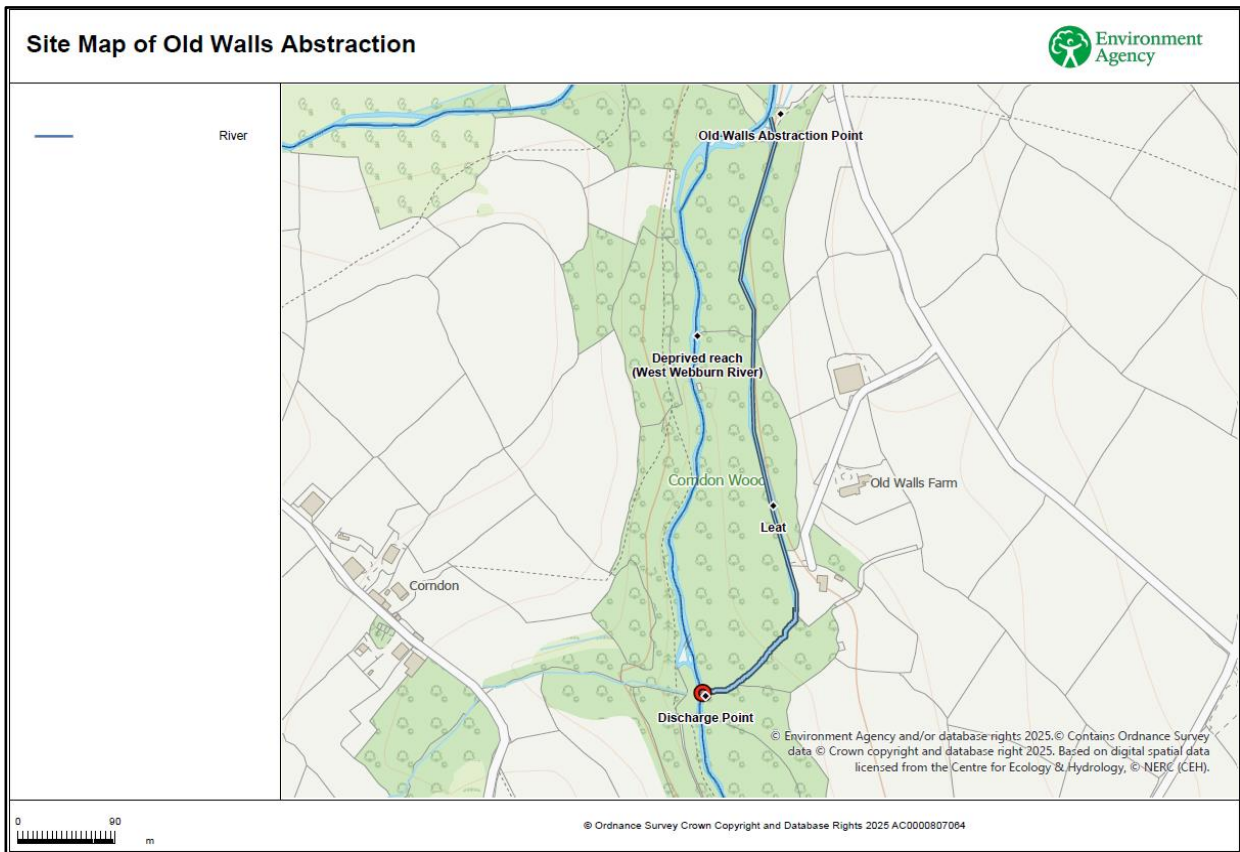 Site Map of Old Walls Abstraction
Environment
Agency
River
Old Walls Abstraction Point
Deprived reach
(West Webburn River)
Corndon Wood
Old Walls Farm
Leat
Corndon
Discharge Point
© Environment Agency and/or database rights 2025.© Contains Ordnance Survey
data © Crown copyright and database right 2025. Based on digital spatial data
licensed from the Centre for Ecology & Hydrology, © NERC (CEH).
0 90
m
© Ordnance Survey Crown Copyright and Database Rights 2025 AC0000807064